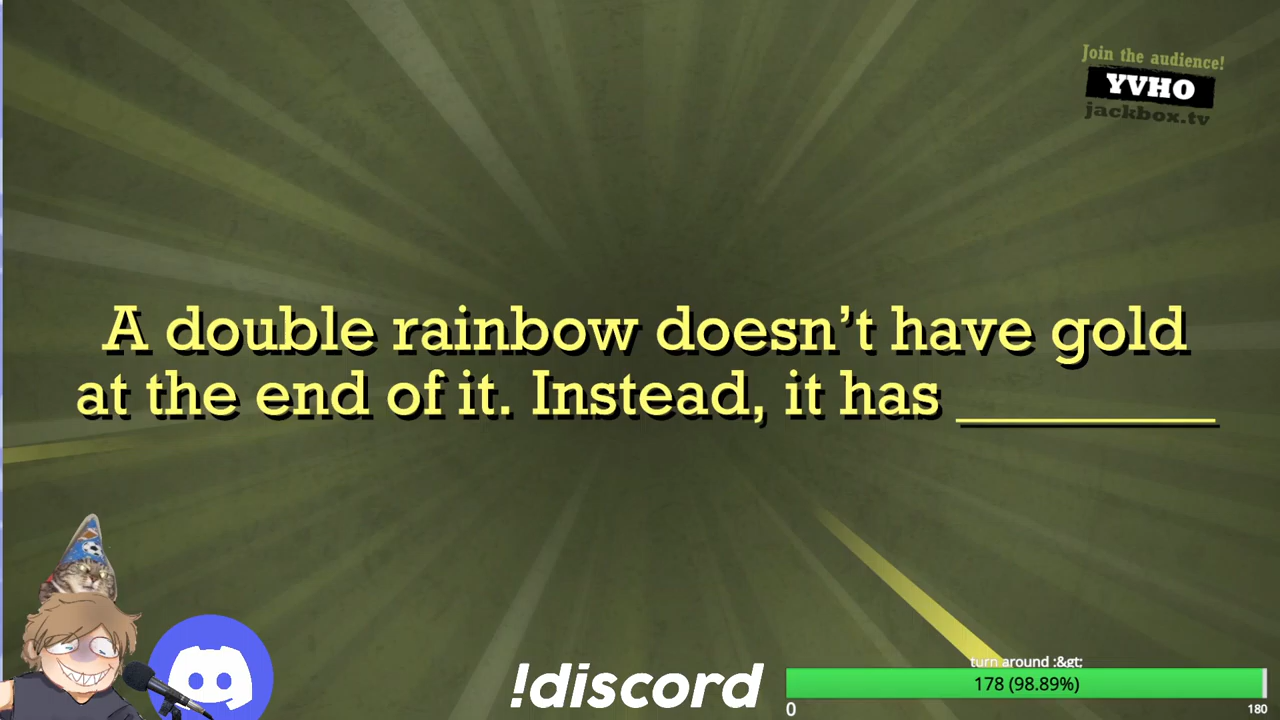 Join the audience!
YVHO
jackbox.tv
A double rainbow doesn’t have gold
at the end of it. Instead, it has __________
!discord
turn around :&gt;
178 (98.89%)
0
180